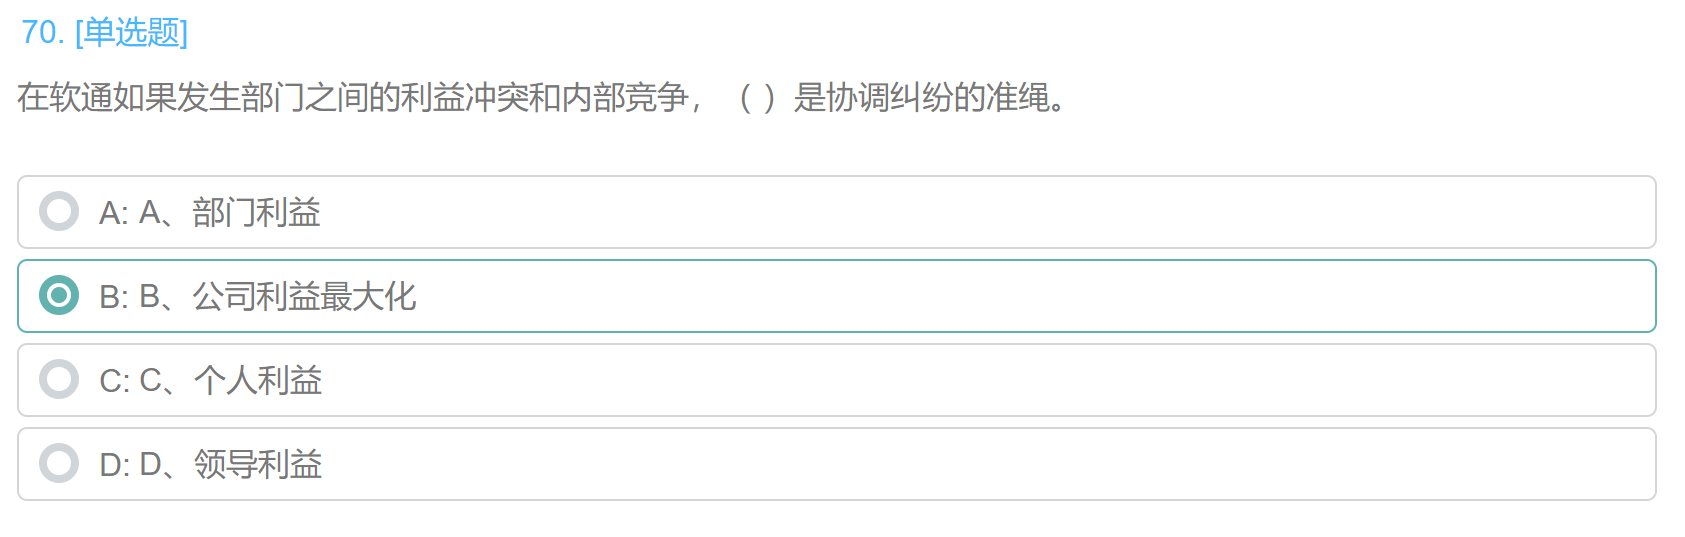 70. [单选题]
在软通如果发生部门之间的利益冲突和内部竞争，（ ）是协调纠纷的准绳。
A: A、部门利益
B: B、公司利益最大化
C: C、个人利益
D: D、领导利益